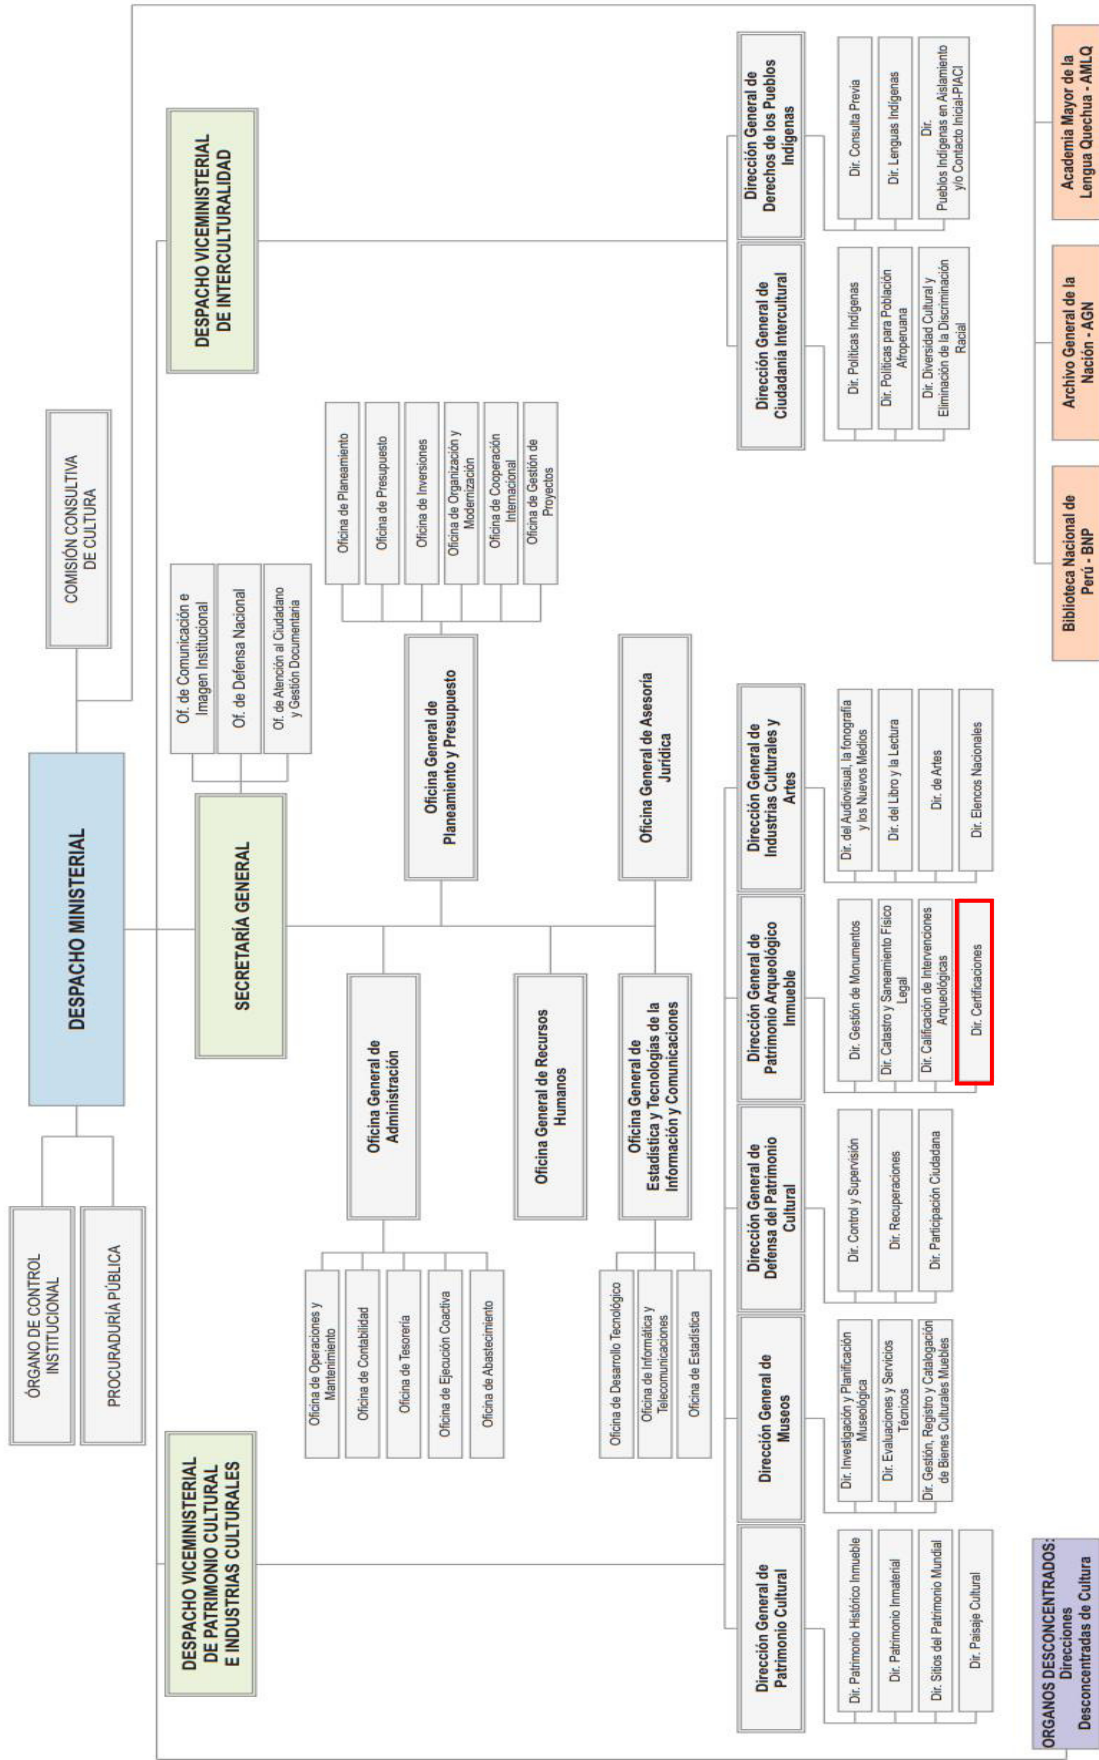 DESPACHO MINISTERIAL
COMISIÓN CONSULTIVA
DE CULTURA
ÓRGANO DE CONTROL
INSTITUCIONAL
PROCURADURÍA PÚBLICA
SECRETARÍA GENERAL
Of. de Comunicación e
Imagen Institucional
Of. de Defensa Nacional
Of. de Atención al Ciudadano
y Gestión Documentaria
DESPACHO VICEMINISTERIAL
DE PATRIMONIO CULTURAL
E INDUSTRIAS CULTURALES
DESPACHO VICEMINISTERIAL
DE INTERCULTURALIDAD
Oficina General de
Administración
Oficina de Operaciones y
Mantenimiento
Oficina de Contabilidad
Oficina de Tesorería
Oficina de Ejecución Coactiva
Oficina de Abastecimiento
Oficina General de
Planeamiento y Presupuesto
Oficina de Planeamiento
Oficina de Presupuesto
Oficina de Inversiones
Oficina de Organización y
Modernización
Oficina de Cooperación
Internacional
Oficina de Gestión de
Proyectos
Oficina General de Recursos
Humanos
Oficina General de
Estadística y Tecnologías de la
Información y Comunicaciones
Oficina de Desarrollo Tecnológico
Oficina de Informática y
Telecomunicaciones
Oficina de Estadística
Oficina General de Asesoría
Jurídica
Dirección General de
Patrimonio Cultural
Dir. Patrimonio Histórico Inmueble
Dir. Patrimonio Inmaterial
Dir. Sitios del Patrimonio Mundial
Dir. Paisaje Cultural
Dirección General de
Museos
Dir. Investigación y Planificación
Museológica
Dir. Evaluaciones y Servicios
Técnicos
Dir. Gestión, Registro y Catalogación
de Bienes Culturales Muebles
Dirección General de
Defensa del Patrimonio
Cultural
Dir. Control y Supervisión
Dir. Recuperaciones
Dir. Participación Ciudadana
Dirección General de
Patrimonio Arqueológico
Inmueble
Dir. Gestión de Monumentos
Dir. Catastro y Saneamiento Físico
Legal
Dir. Calificación de Intervenciones
Arqueológicas
Dir. Certificaciones
Dirección General de
Industrias Culturales y
Artes
Dir. del Audiovisual, la fonografía
y los Nuevos Medios
Dir. del Libro y la Lectura
Dir. de Artes
Dir. Elencos Nacionales
Dirección General de
Ciudadanía Intercultural
Dir. Políticas Indígenas
Dir. Políticas para Población
Afroperuana
Dir. Diversidad Cultural y
Eliminación de la Discriminación
Racial
Dirección General de
Derechos de los Pueblos
Indígenas
Dir. Consulta Previa
Dir. Lenguas Indígenas
Dir.
Pueblos Indígenas en Aislamiento
y/o Contacto Inicial-PIACI
ORGANOS DESCONCENTRADOS:
Direcciones
Desconcentradas de Cultura
Biblioteca Nacional de
Perú - BNP
Archivo General de la
Nación - AGN
Academia Mayor de la
Lengua Quechua - AMLQ